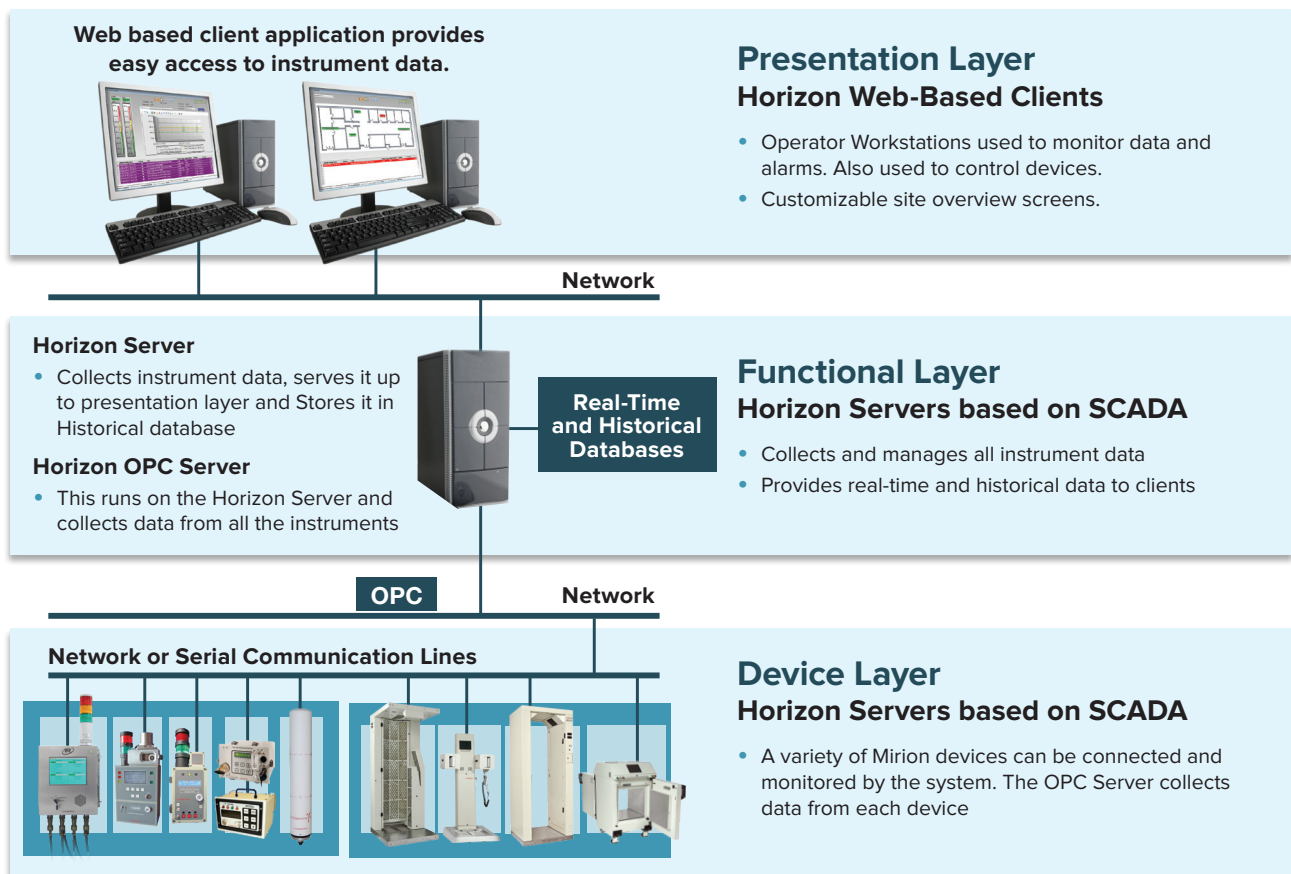 Web based client application provides
easy access to instrument data.
Presentation Layer
Horizon Web-Based Clients
• Operator Workstations used to monitor data and
alarms. Also used to control devices.
• Customizable site overview screens.
Network
Horizon Server
• Collects instrument data, serves it up
to presentation layer and Stores it in
Historical database
Horizon OPC Server
• This runs on the Horizon Server and
collects data from all the instruments
Real-Time
and Historical
Databases
Functional Layer
Horizon Servers based on SCADA
• Collects and manages all instrument data
• Provides real-time and historical data to clients
OPC
Network
Network or Serial Communication Lines
Device Layer
Horizon Servers based on SCADA
• A variety of Mirion devices can be connected and
monitored by the system. The OPC Server collects
data from each device